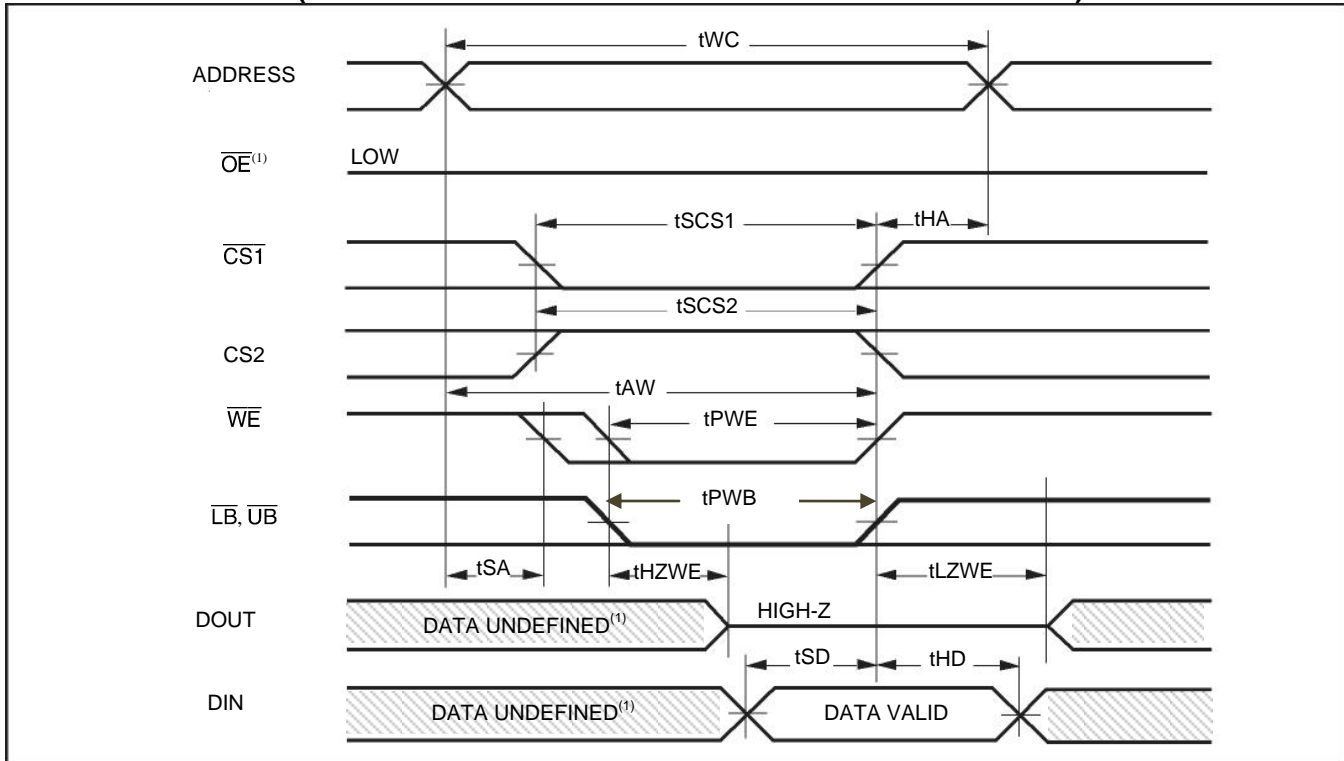 tWC
ADDRESS
OE(1) LOW
tSCS1 tHA
CS1
tSCS2
CS2
tAW
WE tPWE
tPWB
LB, UB
tSA tHZWE tLZWE
DOUT DATA UNDEFINED(1) HIGH-Z
tSD tHD
DIN DATA UNDEFINED(1) DATA VALID